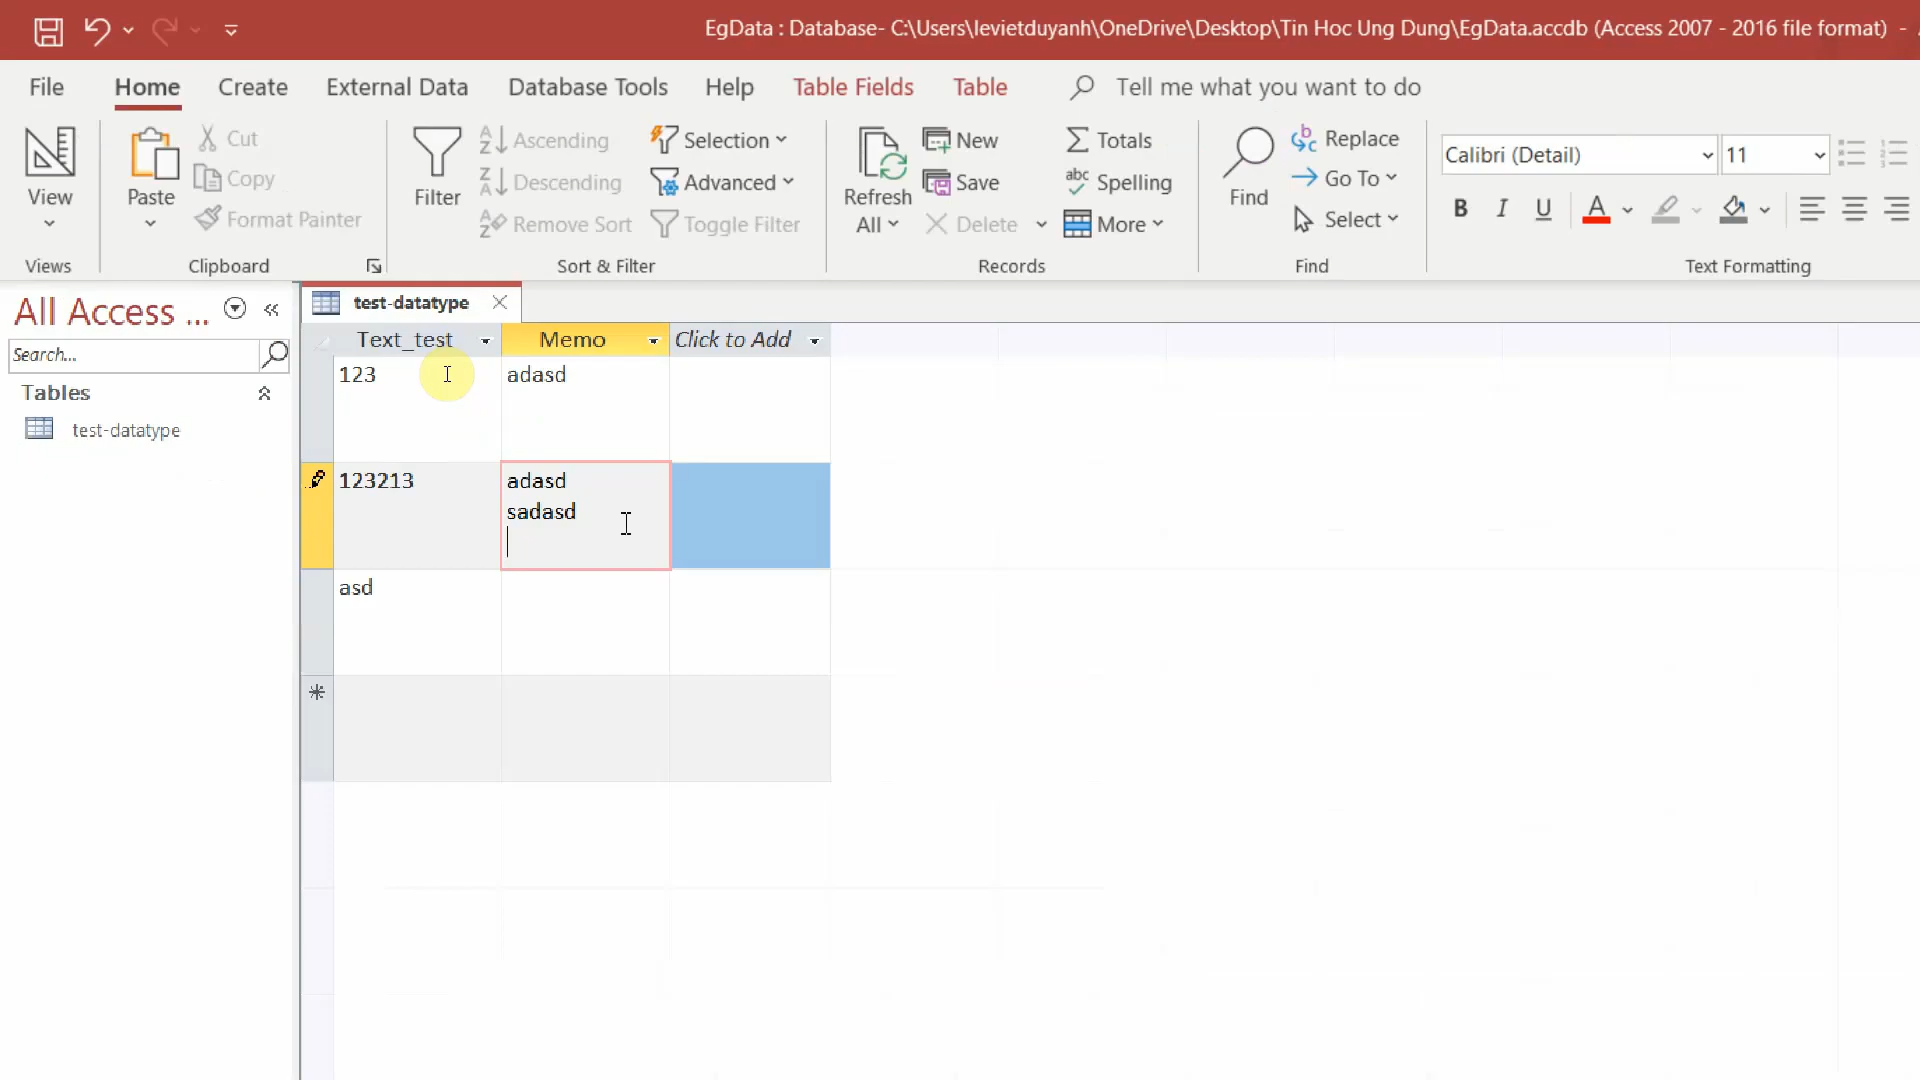 EgData : Database- C:\Users\levietduyanh\OneDrive\Desktop\Tin Hoc Ung Dung\EgData.accdb (Access 2007 - 2016 file format) -
File Home Create External Data Database Tools Help Table Fields Table Tell me what you want to do
View
Views
Paste
Cut
Copy
Format Painter
Clipboard
Filter
Ascending
Descending
Remove Sort
Selection
Advanced
Toggle Filter
Sort & Filter
Refresh
All
New
Save
Delete
Totals
Spelling
More
Records
Find
Replace
Go To
Select
Find
Calibri (Detail) 11
B I U A
Text Formatting
All Access ...
Search...
Tables
test-datatype
test-datatype
Text_test Memo Click to Add
123 adasd
123213 adasd
sadasd
asd